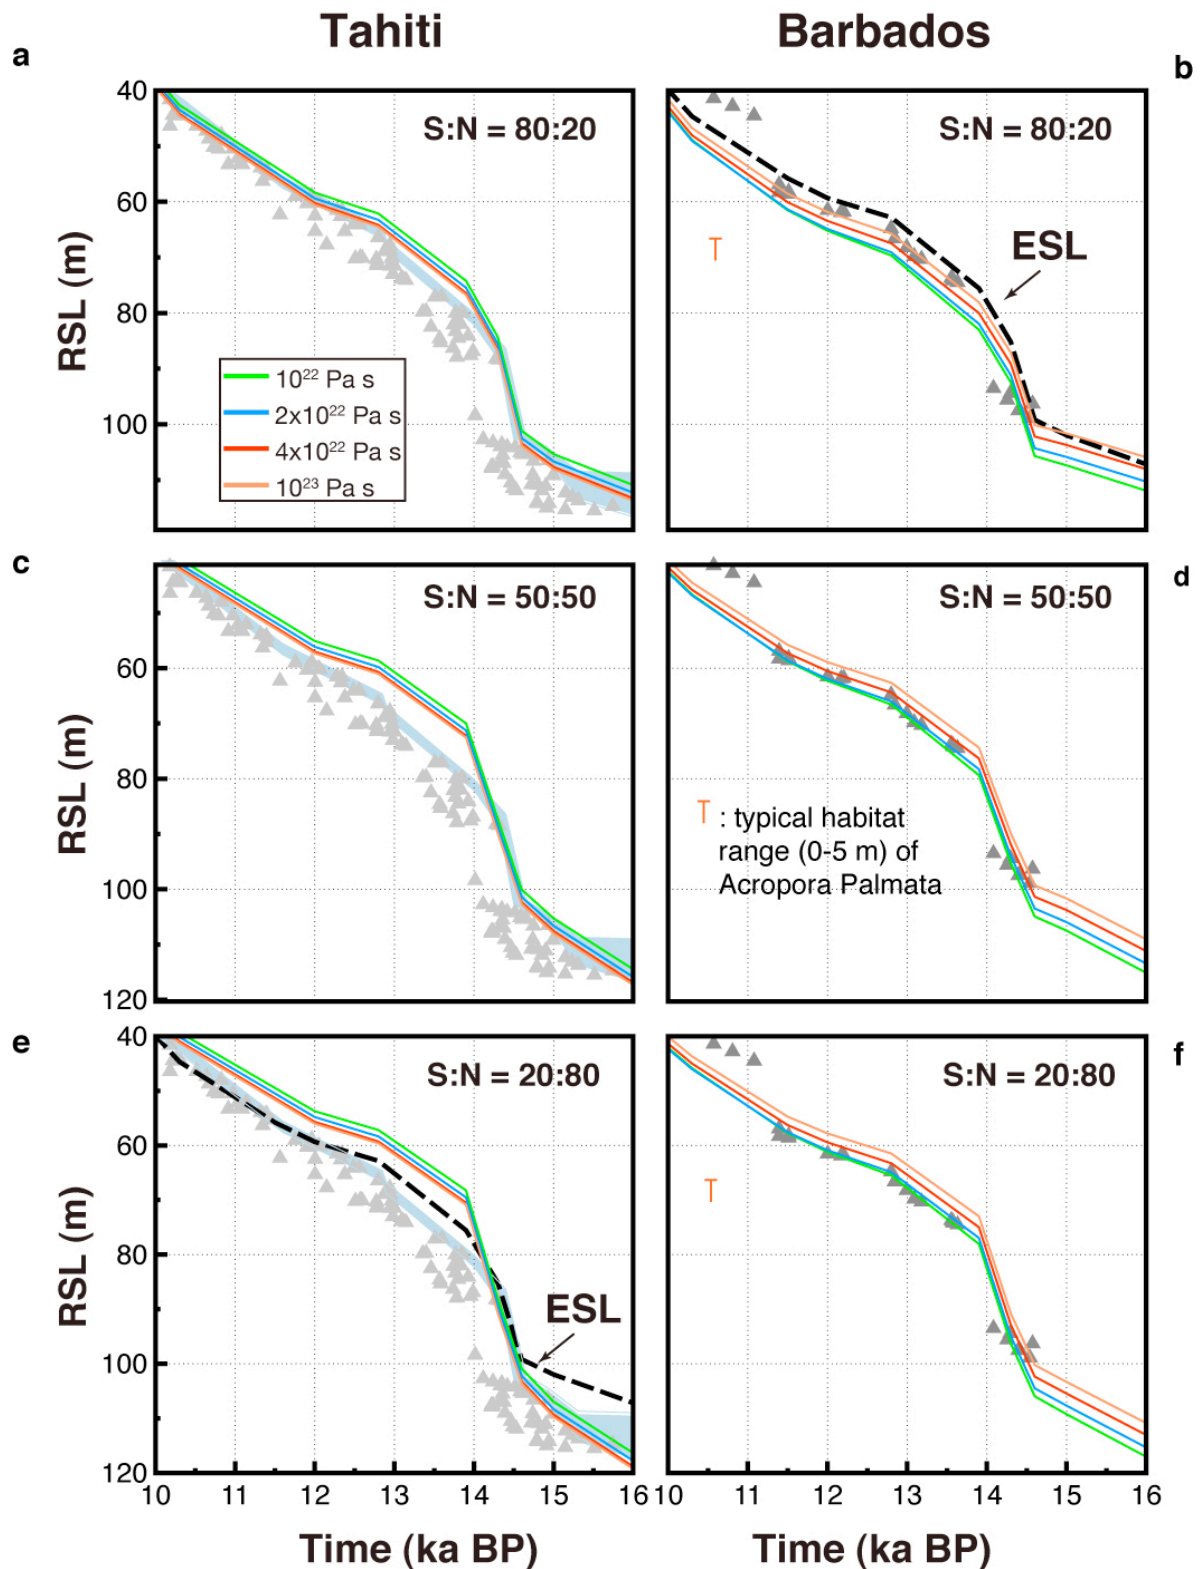 Tahiti
Barbados
a
b
S:N = 80:20
S:N = 80:20
40
60
80
100
RSL (m)
10²² Pa s
2x10²² Pa s
4x10²² Pa s
10²³ Pa s
T
ESL
c
d
S:N = 50:50
S:N = 50:50
60
80
100
120
RSL (m)
T : typical habitat
range (0-5 m) of
Acropora Palmata
e
f
S:N = 20:80
S:N = 20:80
40
60
80
100
120
RSL (m)
ESL
T
10 11 12 13 14 15 16
10 11 12 13 14 15 16
Time (ka BP)
Time (ka BP)